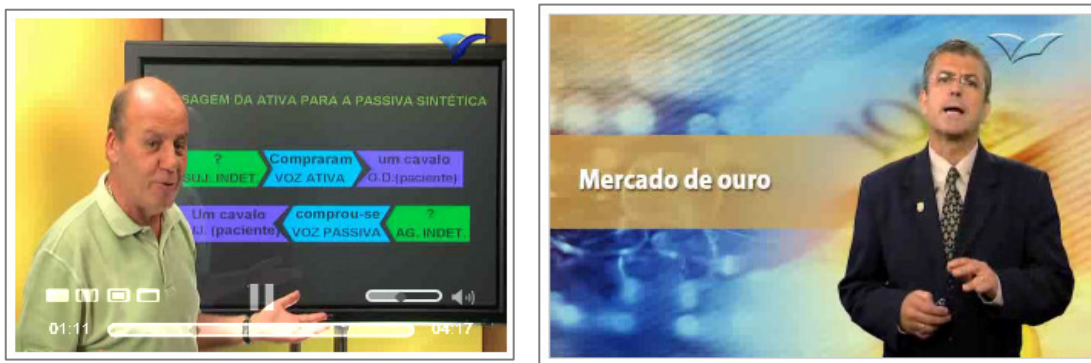 SAGEM DA ATIVA PARA A PASSIVA SINTÉTICA
? Compraram um cavalo
SUJ. INDET. VOZ ATIVA O.D.(paciente)
Um cavalo comprou-se ?
UJ. (paciente) VOZ PASSIVA AG. INDET.
01:11 04:17
Mercado de ouro